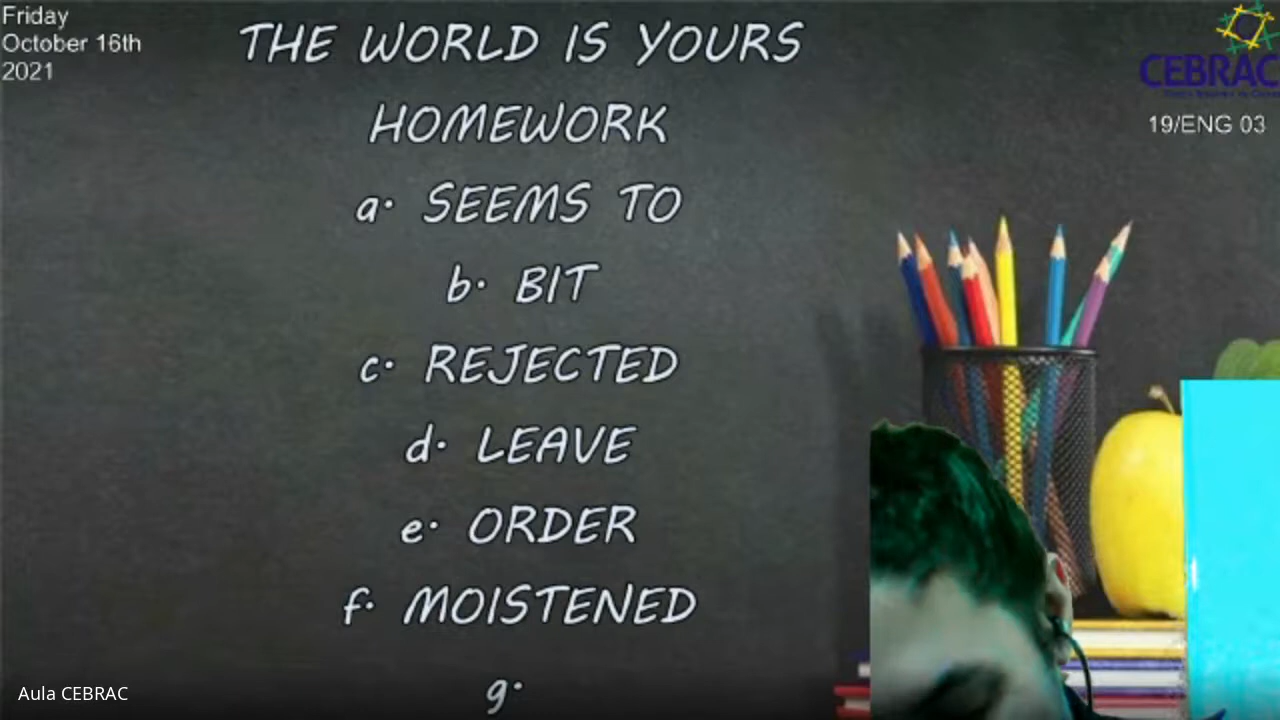 Friday
October 16th
2021
THE WORLD IS YOURS
HOMEWORK
a. SEEMS TO
b. BIT
c. REJECTED
d. LEAVE
e. ORDER
f. MOISTENED
g.
CEBRAC
19/ENG 03
Aula CEBRAC